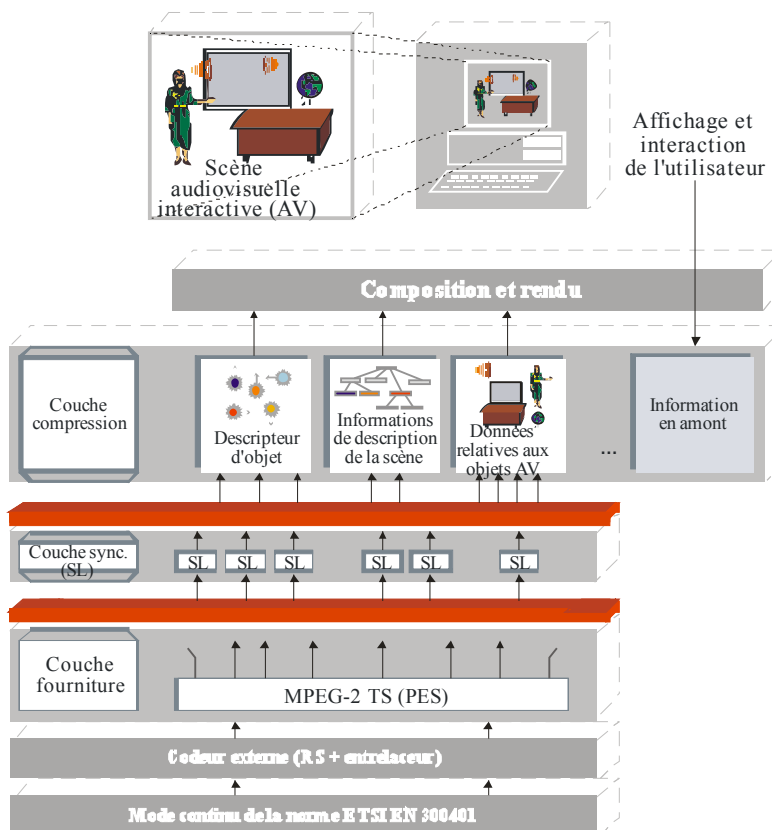 Scène
audiovisuelle
interactive (AV)
Affichage et
interaction
de l'utilisateur
Composition et rendu
Couche
compression
Descripteur
d'objet
Informations
de description
de la scène
Données
relatives aux
objets AV
...
Information
en amont
Couche sync.
(SL)
SL
SL
SL
SL
SL
SL
Couche
fourniture
MPEG-2 TS (PES)
Codeur externe (RS + entrelaceur)
Mode continu de la norme ETSI EN 300401